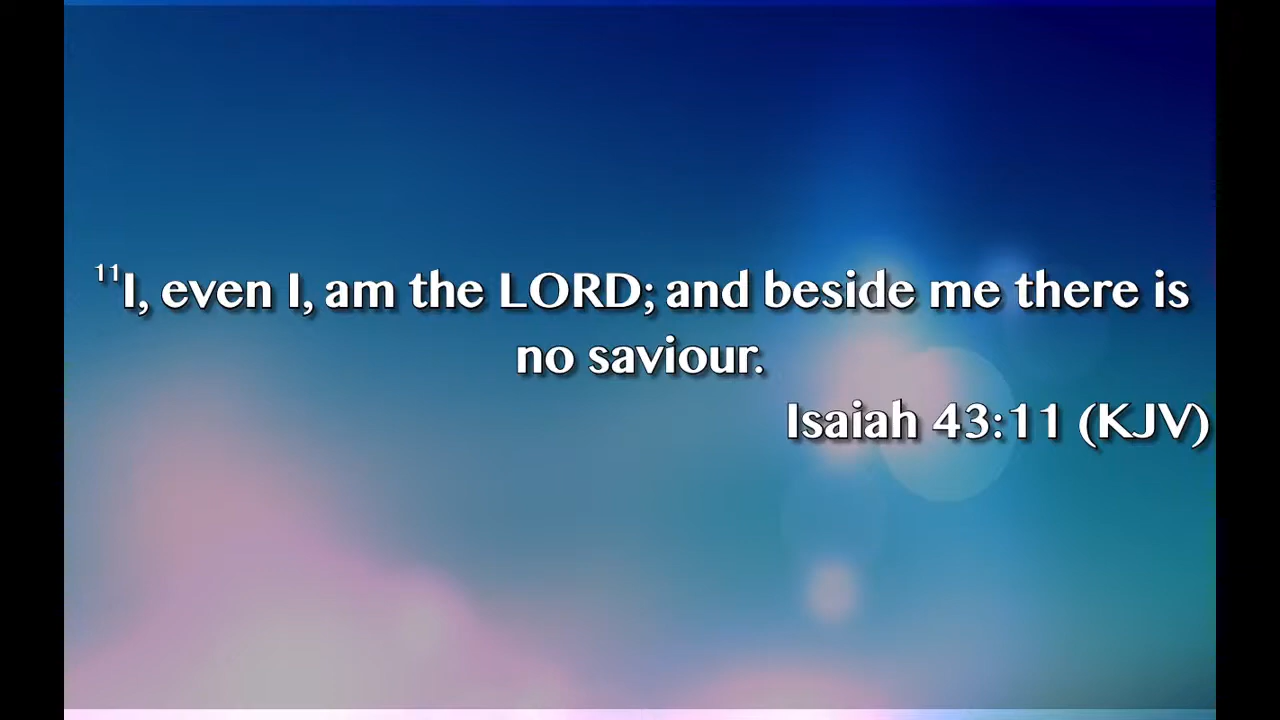 11I, even I, am the LORD; and beside me there is
no saviour.
Isaiah 43:11 (KJV)